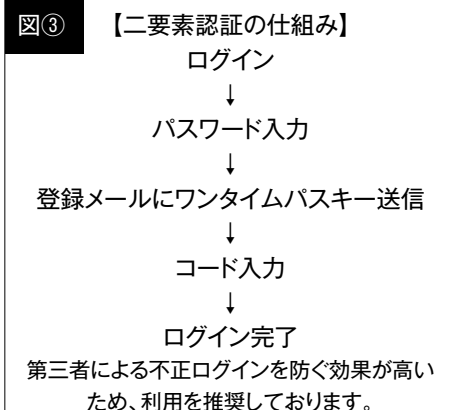 図③ 【二要素認証の仕組み】
ログイン
↓
パスワード入力
↓
登録メールにワンタイムパスキー送信
↓
コード入力
↓
ログイン完了
第三者による不正ログインを防ぐ効果が高い
ため、利用を推奨しております。